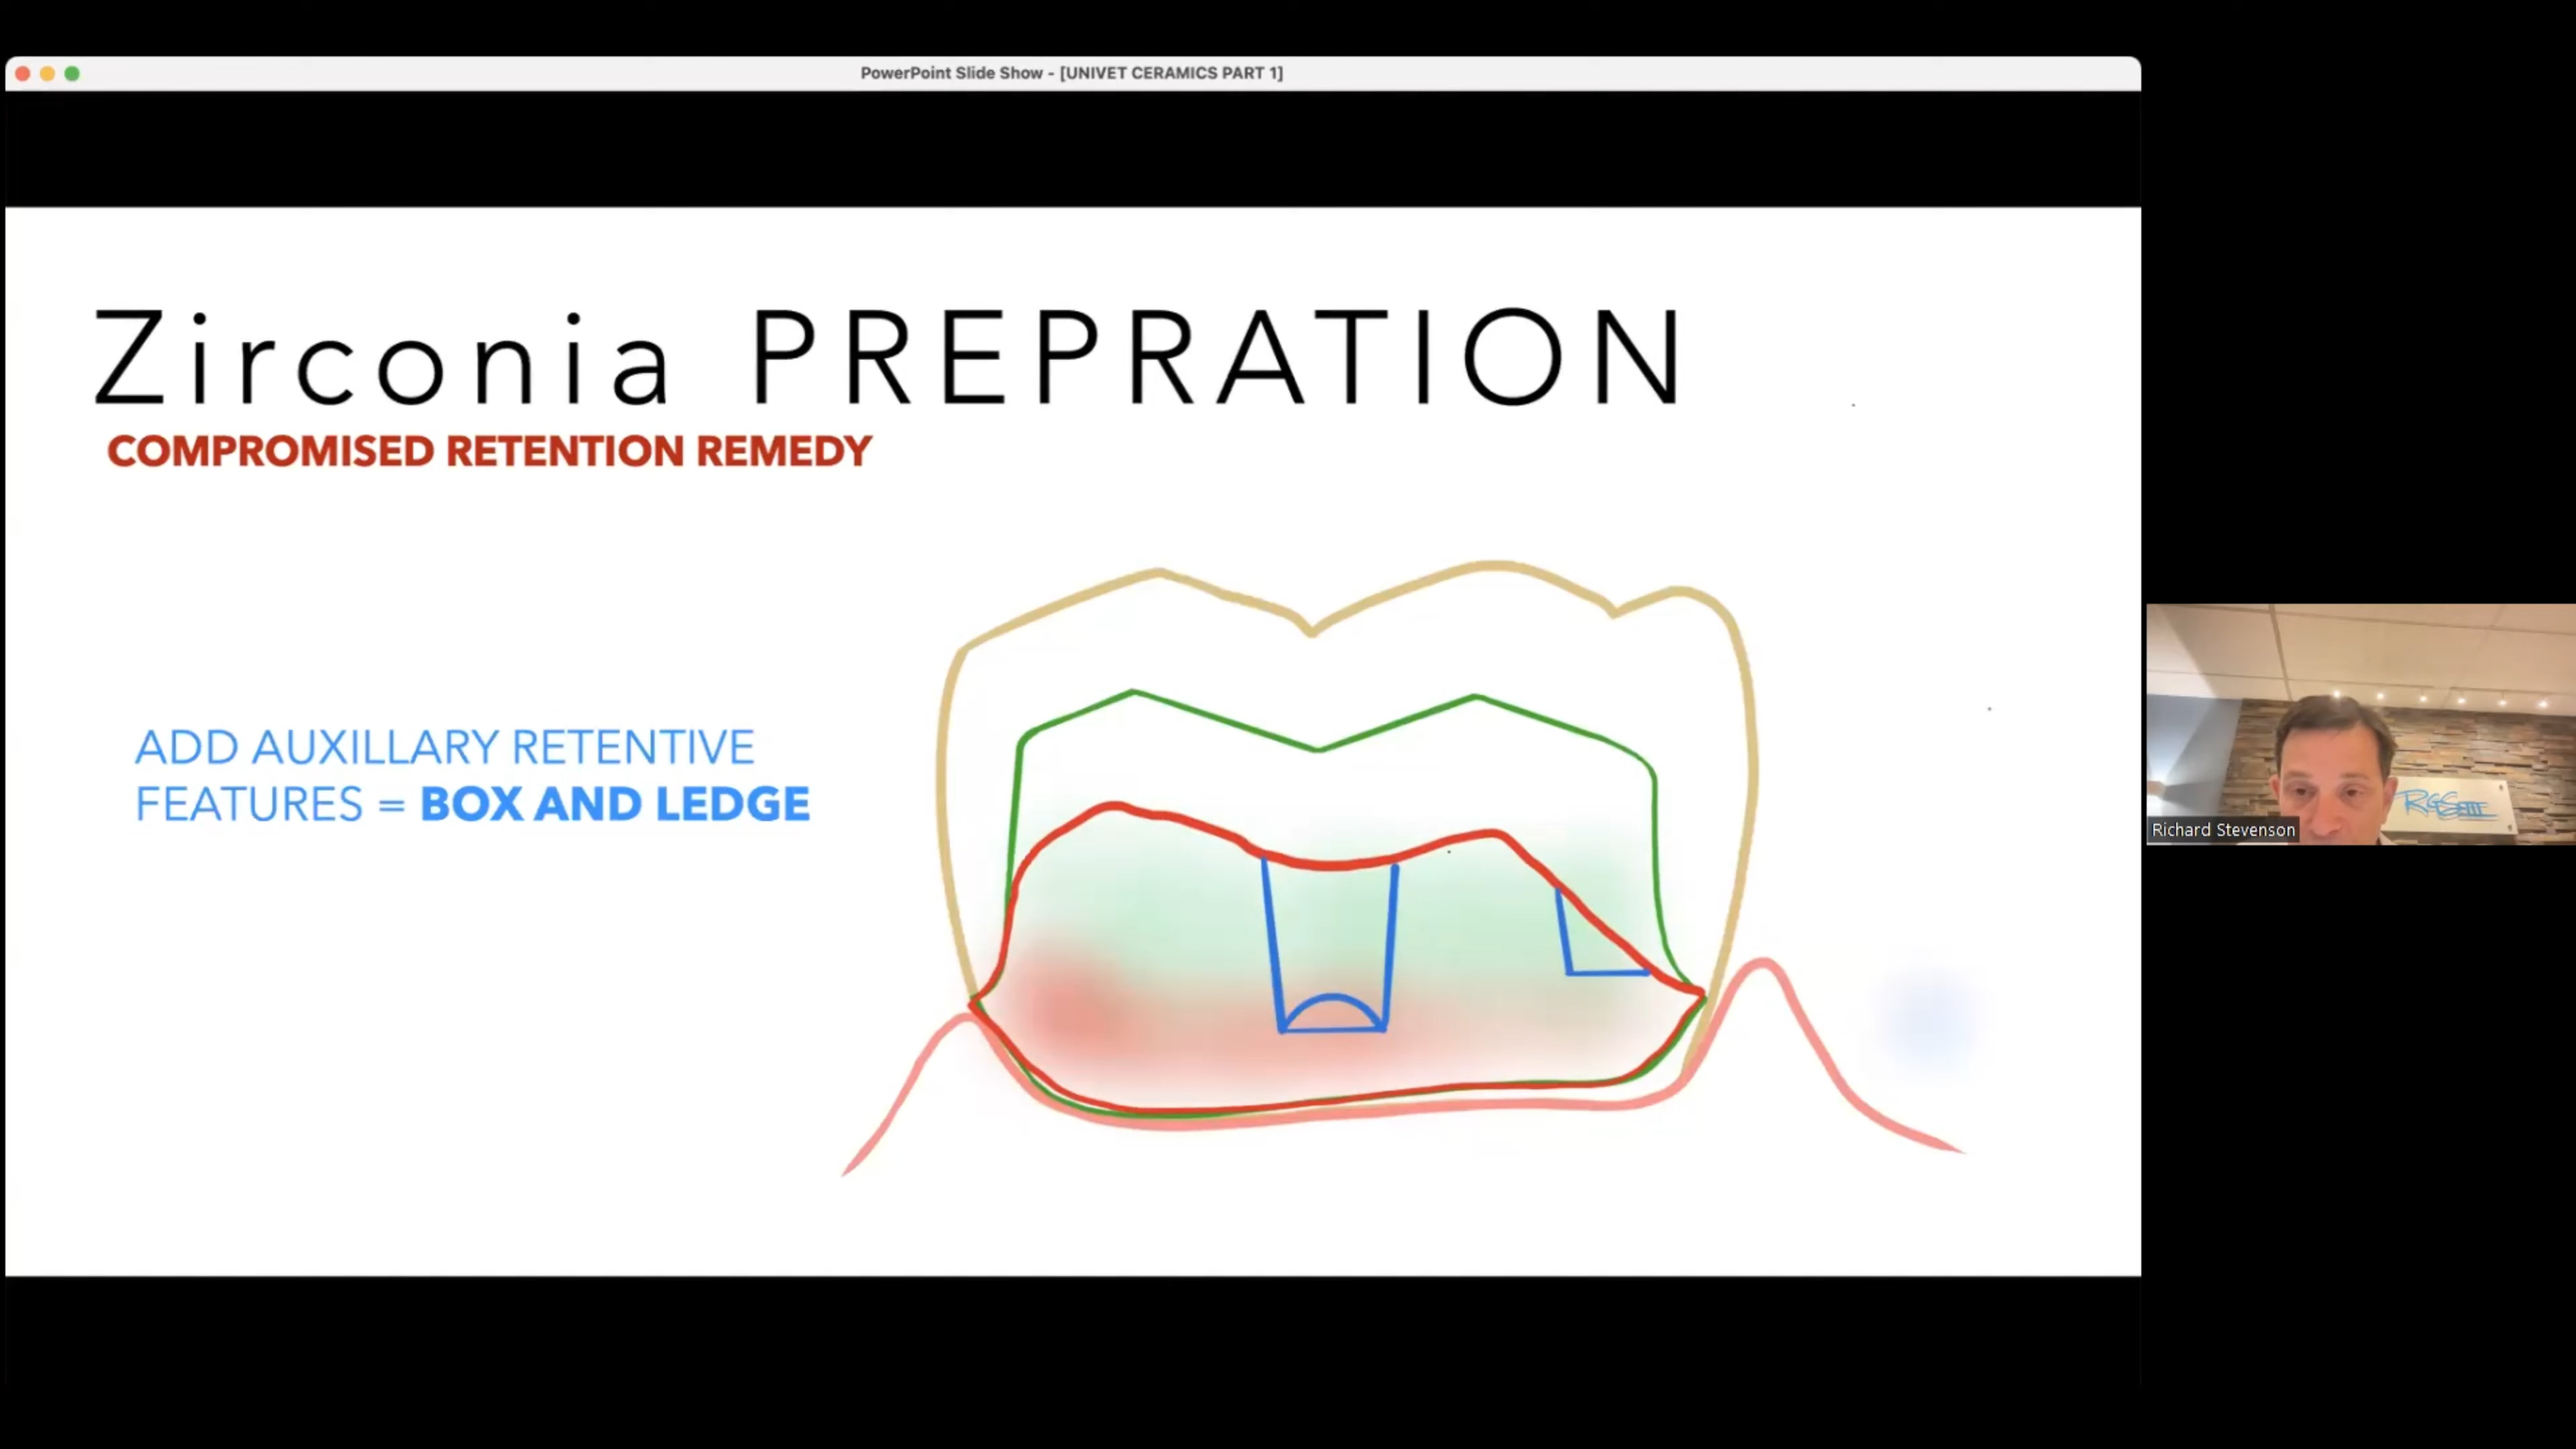 PowerPoint Slide Show - [UNIVET CERAMICS PART 1]
Zirconia PREPRATION
COMPROMISED RETENTION REMEDY
ADD AUXILLARY RETENTIVE
FEATURES = BOX AND LEDGE
Richard Stevenson